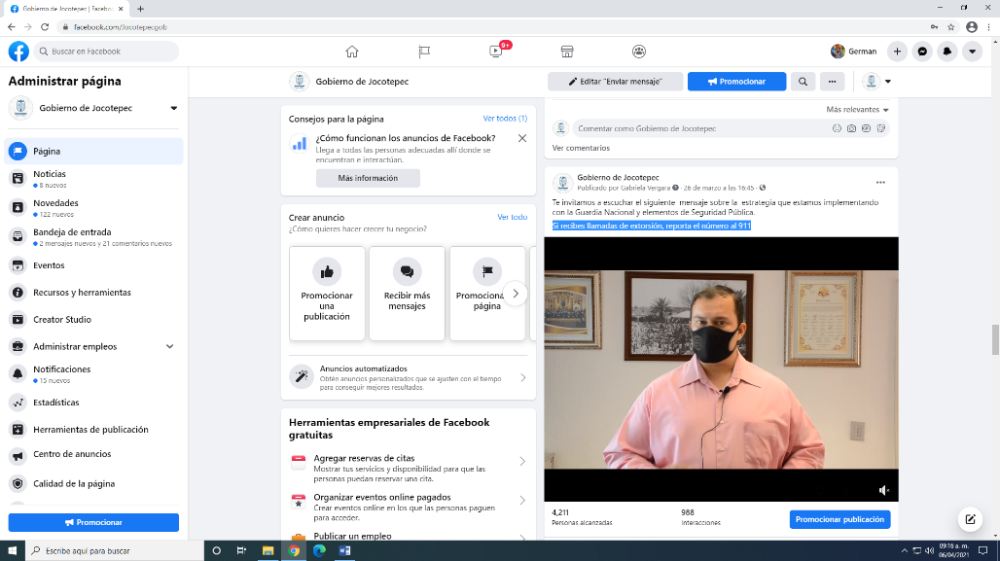 Gobierno de Jocotepec | Faceboo
facebook.com/Jocotepecgob
Buscar en Facebook
9+
German
Administrar página
Gobierno de Jocotepec
Página
Noticias
8 nuevos
Novedades
122 nuevos
Bandeja de entrada
2 mensajes nuevos y 21 comentarios nuevos
Eventos
Recursos y herramientas
Creator Studio
Administrar empleos
Notificaciones
15 nuevos
Estadísticas
Herramientas de publicación
Centro de anuncios
Calidad de la página
Promocionar
Gobierno de Jocotepec
Editar "Enviar mensaje"
Promocionar
Consejos para la página
Ver todos (1)
¿Cómo funcionan los anuncios de Facebook?
Llega a todas las personas adecuadas allí donde se
encuentran e interactúan.
Más información
Crear anuncio
Ver todo
¿Cómo quieres hacer crecer tu negocio?
Promocionar
una
publicación
Recibir más
mensajes
Promociona
página
Anuncios automatizados
Obtén anuncios personalizados que se ajusten con el tiempo
para conseguir mejores resultados.
Herramientas empresariales de Facebook
gratuitas
Agregar reservas de citas
Mostrar tus servicios y disponibilidad para que las
personas puedan reservar una cita.
Organizar eventos online pagados
Crear eventos online en los que las personas paguen
para acceder.
Publicar un empleo
Más relevantes
Comentar como Gobierno de Jocotepec
Ver comentarios
Gobierno de Jocotepec
Publicado por Gabriela Vergara · 26 de marzo a las 16:45 ·
Te invitamos a escuchar el siguiente mensaje sobre la estrategia que estamos implementando
con la Guardia Nacional y elementos de Seguridad Pública.
Si recibes llamadas de extorsión, reporta el número al 911
4,211
Personas alcanzadas
988
Interacciones
Promocionar publicación
Escribe aquí para buscar
09:16 a. m.
06/04/2021